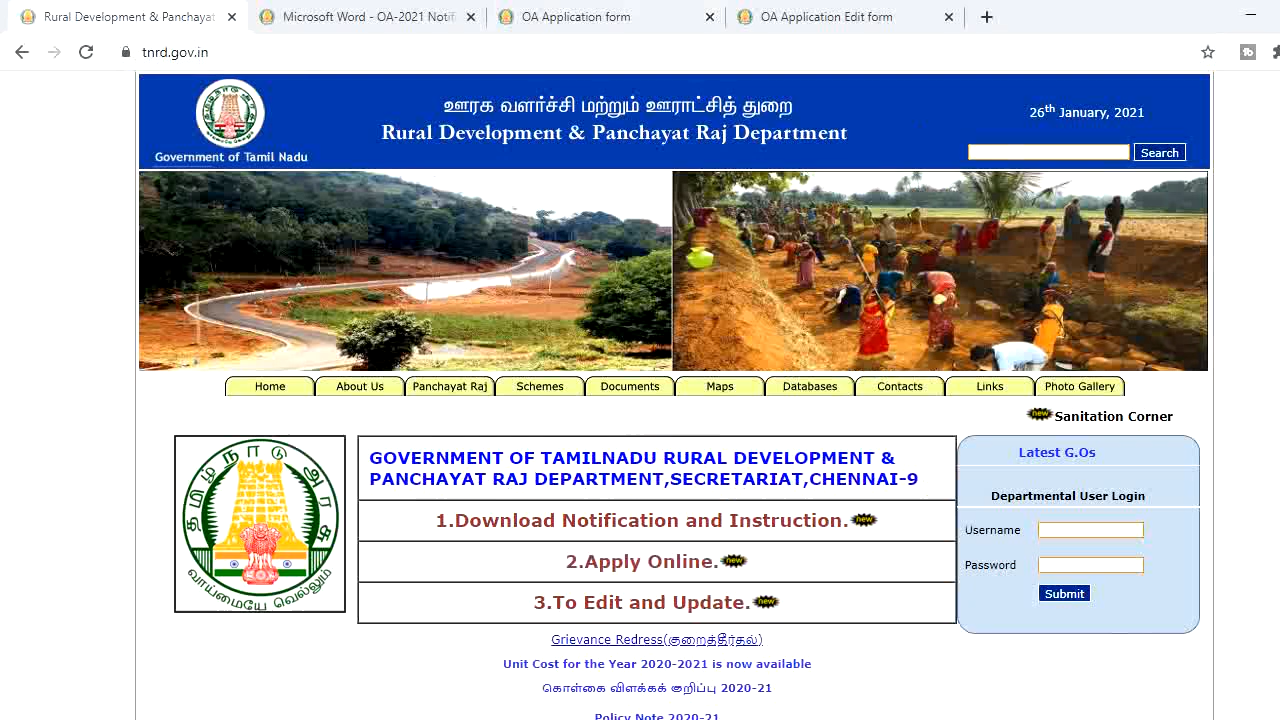 Rural Development & Panchayat
Microsoft Word - OA-2021 Notif
OA Application form
OA Application Edit form
tnrd.gov.in
ஊரக வளர்ச்சி மற்றும் ஊராட்சித் துறை
Rural Development & Panchayat Raj Department
Government of Tamil Nadu
26th January, 2021
Search
Home
About Us
Panchayat Raj
Schemes
Documents
Maps
Databases
Contacts
Links
Photo Gallery
new Sanitation Corner
தமிழ்நாடு அரசு
வாய்மையே வெல்லும்
GOVERNMENT OF TAMILNADU RURAL DEVELOPMENT &
PANCHAYAT RAJ DEPARTMENT,SECRETARIAT,CHENNAI-9
1.Download Notification and Instruction. new
2.Apply Online. new
3.To Edit and Update. new
Latest G.Os
Departmental User Login
Username
Password
Submit
Grievance Redress(குறைத்தீர்தல்)
Unit Cost for the Year 2020-2021 is now available
கொள்கை விளக்கக் குறிப்பு 2020-21
Policy Note 2020-21